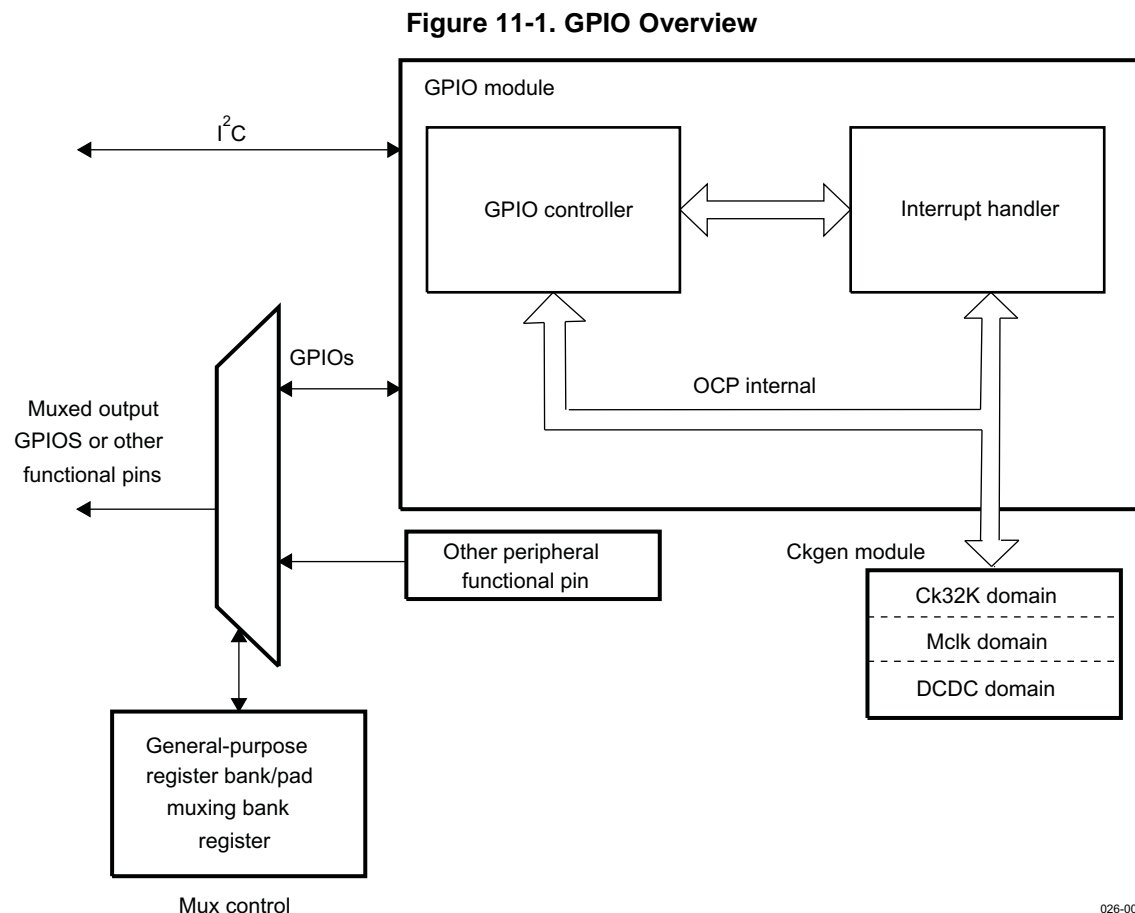 Figure 11-1. GPIO Overview
GPIO module
I²C
GPIO controller
Interrupt handler
GPIOs
OCP internal
Muxed output
GPIOS or other
functional pins
Other peripheral
functional pin
Ckgen module
Ck32K domain
Mclk domain
DCDC domain
General-purpose
register bank/pad
muxing bank
register
Mux control